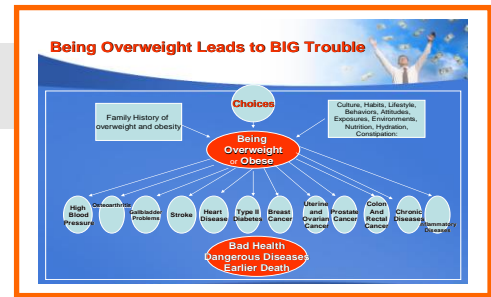 Being Overweight Leads to BIG Trouble
Choices
Family History of
overweight and obesity
Culture, Habits, Lifestyle,
Behaviors, Attitudes,
Exposures, Environments,
Nutrition, Hydration,
Constipation:
Being
Overweight
or Obese
High
Blood
Pressure
Osteoarthritis
Gallbladder
Problems
Stroke
Heart
Disease
Type II
Diabetes
Breast
Cancer
Uterine
and
Ovarian
Cancer
Prostate
Cancer
Colon
And
Rectal
Cancer
Chronic
Diseases
Inflammatory
Diseases
Bad Health
Dangerous Diseases
Earlier Death